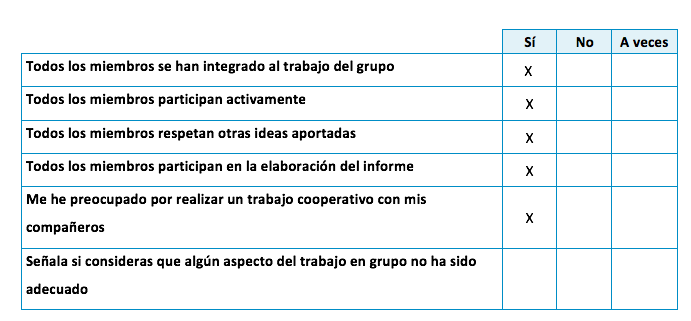 Sí No A veces
Todos los miembros se han integrado al trabajo del grupo X
Todos los miembros participan activamente X
Todos los miembros respetan otras ideas aportadas X
Todos los miembros participan en la elaboración del informe X
Me he preocupado por realizar un trabajo cooperativo con mis
compañeros X
Señala si consideras que algún aspecto del trabajo en grupo no ha sido
adecuado